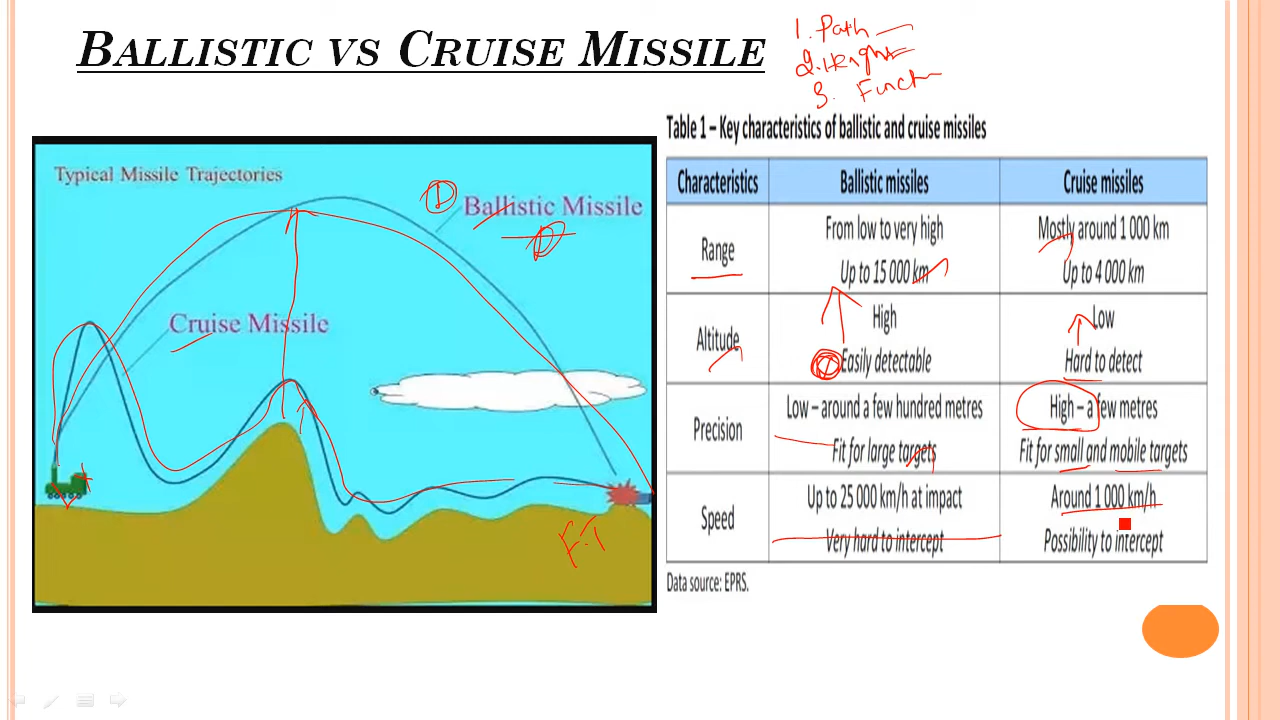 BALLISTIC VS CRUISE MISSILE
1. Path
2. Height
3. Funct
Typical Missile Trajectories
Ballistic Missile
Cruise Missile
Table 1 – Key characteristics of ballistic and cruise missiles
Characteristics Ballistic missiles Cruise missiles
Range
From low to very high
Up to 15 000 km
Mostly around 1 000 km
Up to 4 000 km
Altitude
High
Easily detectable
Low
Hard to detect
Precision
Low – around a few hundred metres
Fit for large targets
High – a few metres
Fit for small and mobile targets
Speed
Up to 25 000 km/h at impact
Very hard to intercept
Around 1 000 km/h
Possibility to intercept
Data source: EPRS.